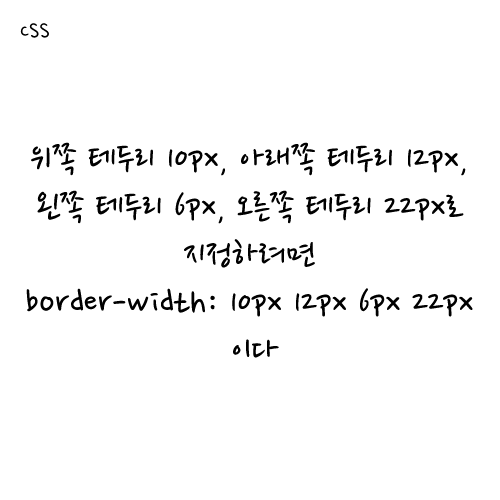 css
위쪽 테두리 10px, 아래쪽 테두리 12px,
왼쪽 테두리 6px, 오른쪽 테두리 22px로
지정하려면
border-width: 10px 12px 6px 22px
이다